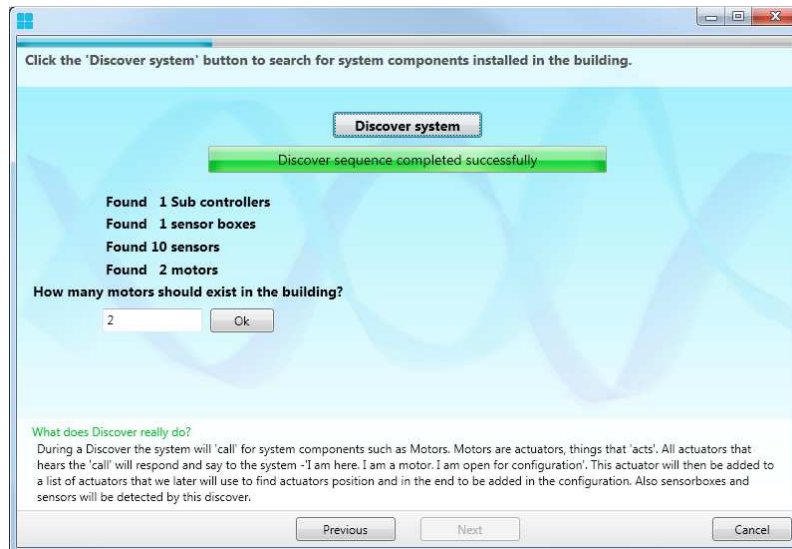 Click the 'Discover system' button to search for system components installed in the building.
Discover system
Discover sequence completed successfully
Found 1 Sub controllers
Found 1 sensor boxes
Found 10 sensors
Found 2 motors
How many motors should exist in the building?
2 Ok
What does Discover really do?
During a Discover the system will 'call' for system components such as Motors. Motors are actuators, things that 'acts'. All actuators that
hears the 'call' will respond and say to the system -'I am here. I am a motor. I am open for configuration'. This actuator will then be added to
a list of actuators that we later will use to find actuators position and in the end to be added in the configuration. Also sensorboxes and
sensors will be detected by this discover.
Previous Next Cancel